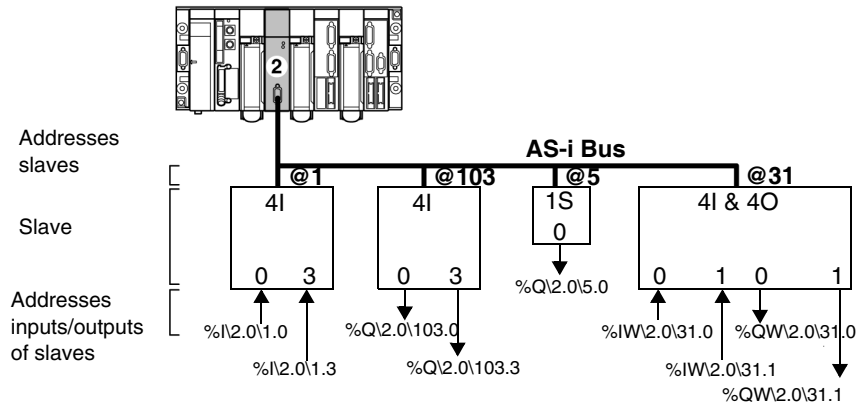 2
Addresses
slaves
AS-i Bus
@1
@103
@5
@31
Slave
4I
4I
1S
4I & 4O
0
0 3
0 3
0 1 0 1
Addresses
inputs/outputs
of slaves
%Q\2.0\5.0
%I\2.0\1.0
%Q\2.0\103.0
%IW\2.0\31.0
%QW\2.0\31.0
%I\2.0\1.3
%Q\2.0\103.3
%IW\2.0\31.1
%QW\2.0\31.1